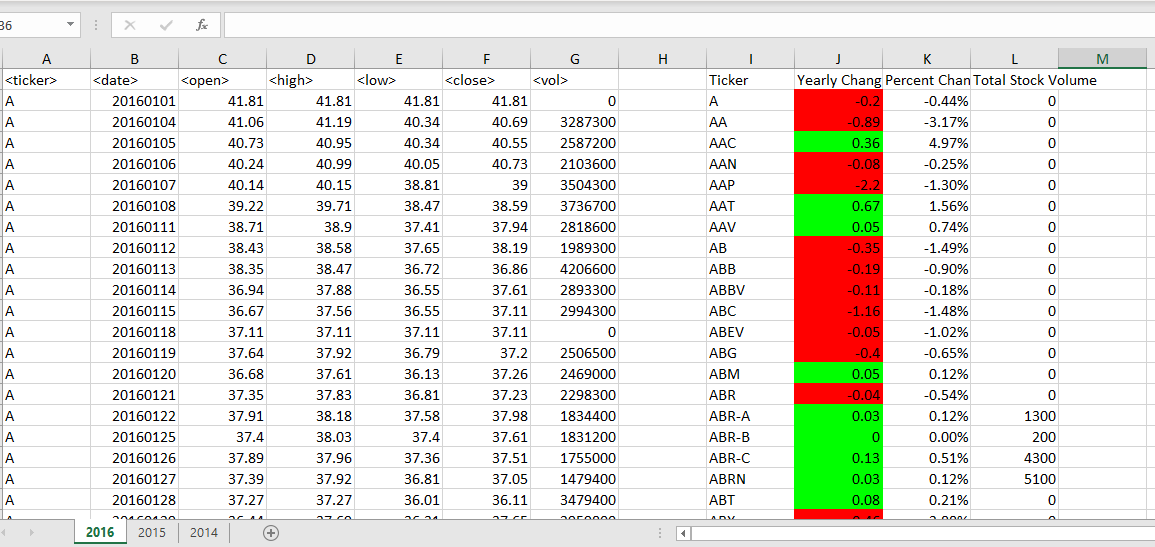 36 fx
A B C D E F G H I J K L M
<ticker> <date> <open> <high> <low> <close> <vol> Ticker Yearly Chang Percent Chan Total Stock Volume
A 20160101 41.81 41.81 41.81 41.81 0 A -0.2 -0.44% 0
A 20160104 41.06 41.19 40.34 40.69 3287300 AA -0.89 -3.17% 0
A 20160105 40.73 40.95 40.34 40.55 2587200 AAC 0.36 4.97% 0
A 20160106 40.24 40.99 40.05 40.73 2103600 AAN -0.08 -0.25% 0
A 20160107 40.14 40.15 38.81 39 3504300 AAP -2.2 -1.30% 0
A 20160108 39.22 39.71 38.47 38.59 3736700 AAT 0.67 1.56% 0
A 20160111 38.71 38.9 37.41 37.94 2818600 AAV 0.05 0.74% 0
A 20160112 38.43 38.58 37.65 38.19 1989300 AB -0.35 -1.49% 0
A 20160113 38.35 38.47 36.72 36.86 4206600 ABB -0.19 -0.90% 0
A 20160114 36.94 37.88 36.55 37.61 2893300 ABBV -0.11 -0.18% 0
A 20160115 36.67 37.56 36.55 37.11 2994300 ABC -1.16 -1.48% 0
A 20160118 37.11 37.11 37.11 37.11 0 ABEV -0.05 -1.02% 0
A 20160119 37.64 37.92 36.79 37.2 2506500 ABG -0.4 -0.65% 0
A 20160120 36.68 37.61 36.13 37.26 2469000 ABM 0.05 0.12% 0
A 20160121 37.35 37.83 36.81 37.23 2298300 ABR -0.04 -0.54% 0
A 20160122 37.91 38.18 37.58 37.98 1834400 ABR-A 0.03 0.12% 1300
A 20160125 37.4 38.03 37.4 37.61 1831200 ABR-B 0 0.00% 200
A 20160126 37.89 37.96 37.36 37.51 1755000 ABR-C 0.13 0.51% 4300
A 20160127 37.39 37.92 36.81 37.05 1479400 ABRN 0.03 0.12% 5100
A 20160128 37.27 37.27 36.01 36.11 3479400 ABT 0.08 0.21% 0
2016 2015 2014